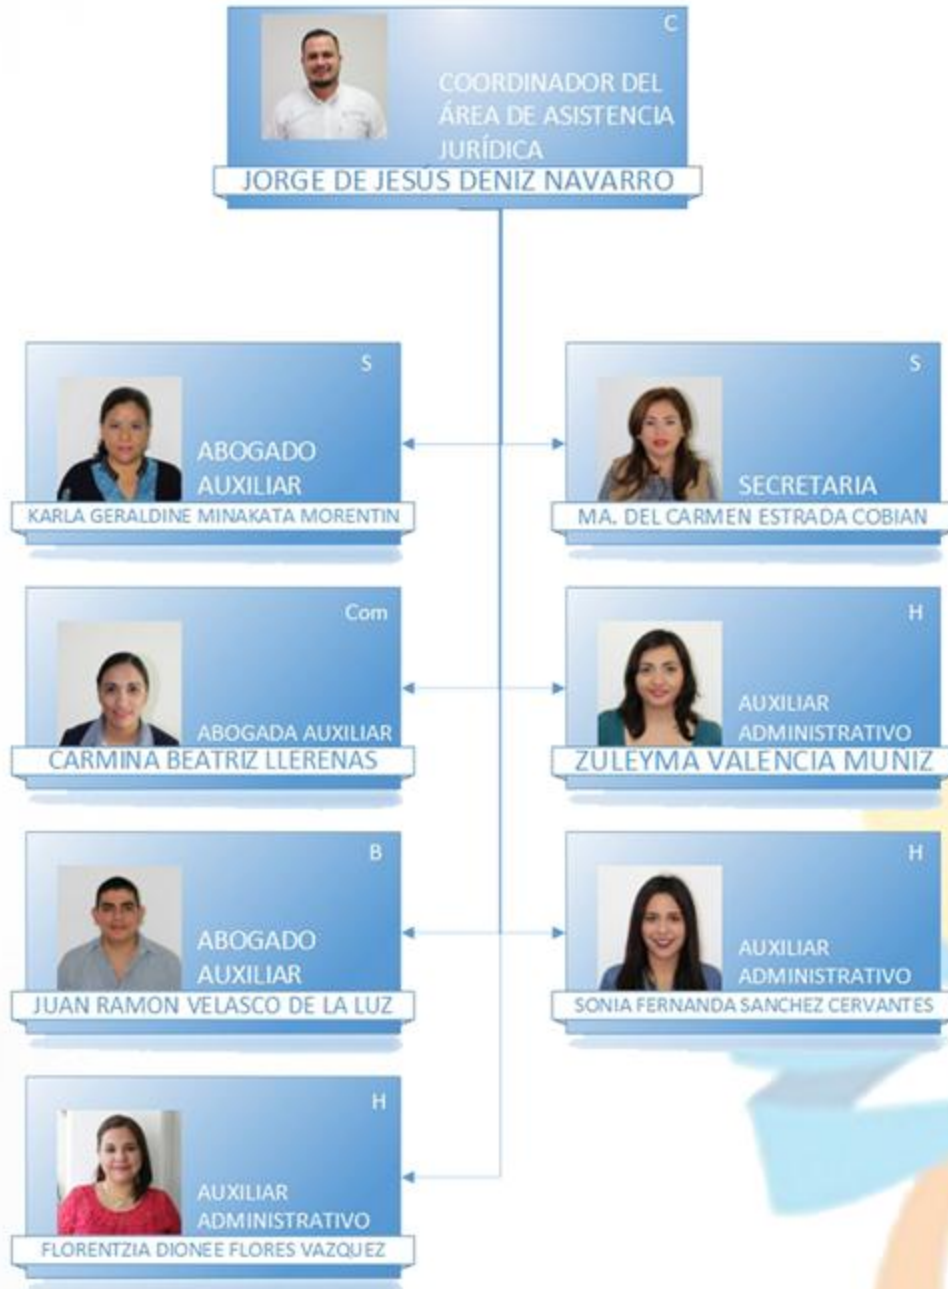 C
COORDINADOR DEL
ÁREA DE ASISTENCIA
JURÍDICA
JORGE DE JESÚS DENIZ NAVARRO
S
ABOGADO
AUXILIAR
KARLA GERALDINE MINAKATA MORENTIN
S
SECRETARIA
MA. DEL CARMEN ESTRADA COBIAN
Com
ABOGADA AUXILIAR
CARMINA BEATRIZ LLERENAS
H
AUXILIAR
ADMINISTRATIVO
ZULEYMA VALENCIA MUÑIZ
B
ABOGADO
AUXILIAR
JUAN RAMON VELASCO DE LA LUZ
H
AUXILIAR
ADMINISTRATIVO
SONIA FERNANDA SANCHEZ CERVANTES
H
AUXILIAR
ADMINISTRATIVO
FLORENTZIA DIONEE FLORES VAZQUEZ